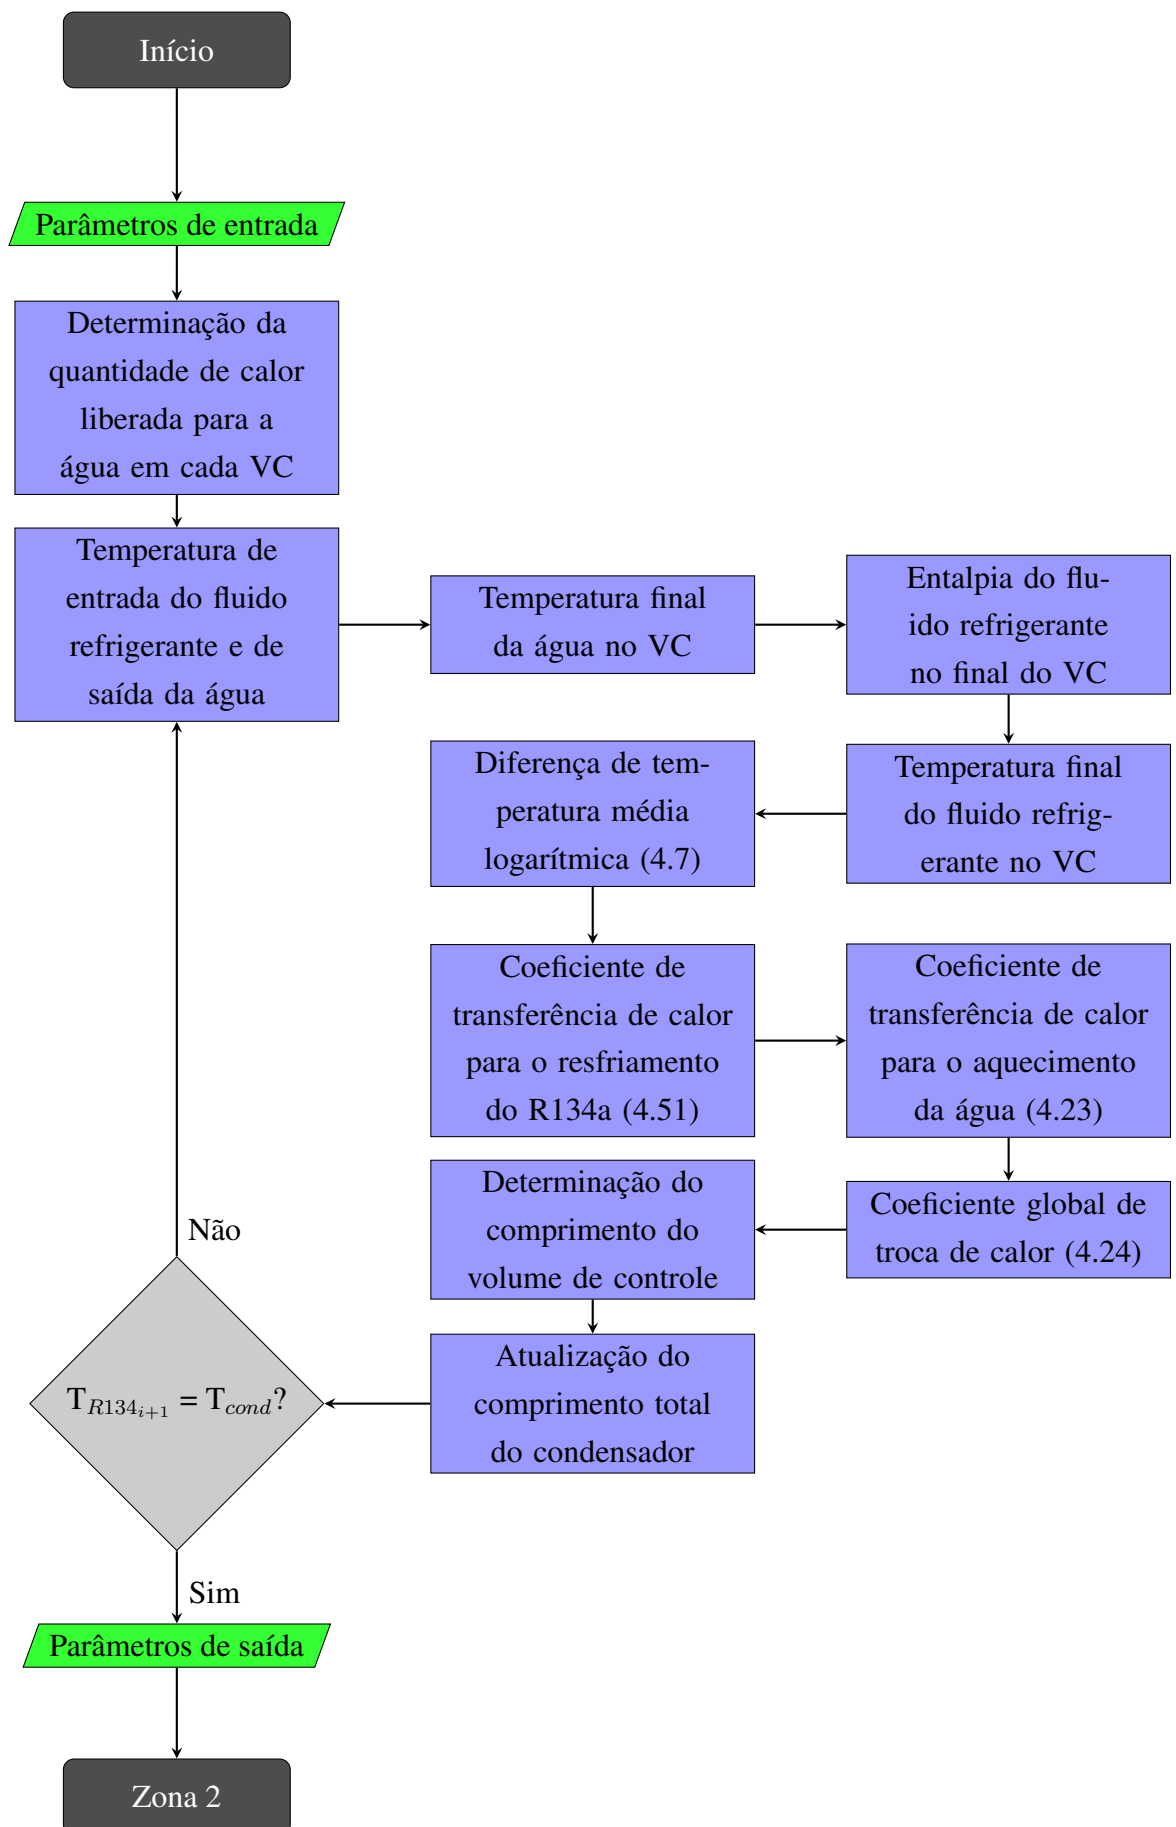 Início
Parâmetros de entrada
Determinação da
quantidade de calor
liberada para a
água em cada VC
Temperatura de
entrada do fluido
refrigerante e de
saída da água
Temperatura final
da água no VC
Entalpia do flu-
ido refrigerante
no final do VC
Temperatura final
do fluido refrig-
erante no VC
Diferença de tem-
peratura média
logarítmica (4.7)
Coeficiente de
transferência de calor
para o resfriamento
do R134a (4.51)
Coeficiente de
transferência de calor
para o aquecimento
da água (4.23)
Coeficiente global de
troca de calor (4.24)
Determinação do
comprimento do
volume de controle
Atualização do
comprimento total
do condensador
Não
T_{R134_{i+1}} = T_{cond}?
Sim
Parâmetros de saída
Zona 2